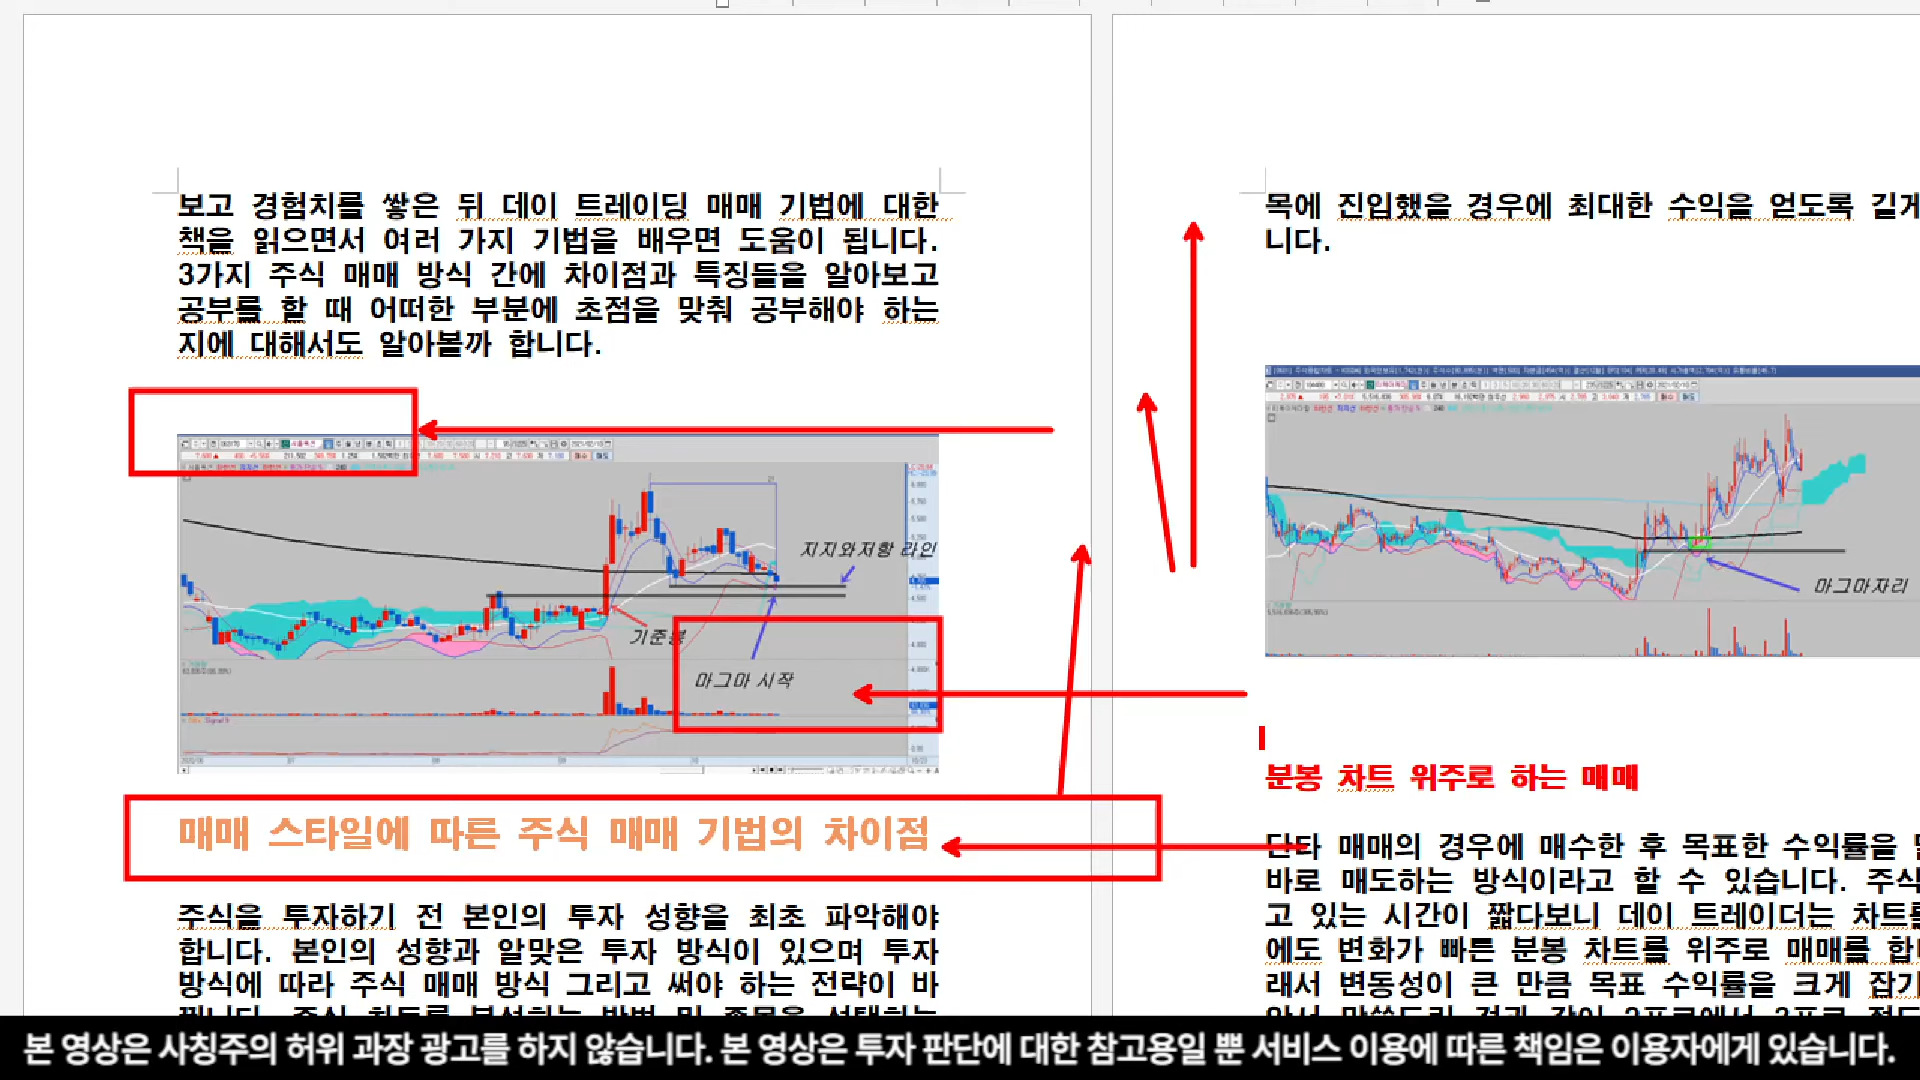 보고 경험치를 쌓은 뒤 데이 트레이딩 매매 기법에 대한
책을 읽으면서 여러 가지 기법을 배우면 도움이 됩니다.
3가지 주식 매매 방식 간에 차이점과 특징들을 알아보고
공부를 할 때 어떠한 부분에 초점을 맞춰 공부해야 하는
지에 대해서도 알아볼까 합니다.
지지와저항 라인
기준봉
마그마 시작
매매 스타일에 따른 주식 매매 기법의 차이점
주식을 투자하기 전 본인의 투자 성향을 최초 파악해야
합니다. 본인의 성향과 알맞은 투자 방식이 있으며 투자
방식에 따라 주식 매매 방식 그리고 써야 하는 전략이 바
목에 진입했을 경우에 최대한 수익을 얻도록 길게
니다.
마그마자리
분봉 차트 위주로 하는 매매
단타 매매의 경우에 매수한 후 목표한 수익률을
바로 매도하는 방식이라고 할 수 있습니다. 주식
고 있는 시간이 짧다보니 데이 트레이더는 차트를
에도 변화가 빠른 분봉 차트를 위주로 매매를 합
래서 변동성이 큰 만큼 목표 수익률을 크게 잡기
본 영상은 사칭주의 허위 과장 광고를 하지 않습니다. 본 영상은 투자 판단에 대한 참고용일 뿐 서비스 이용에 따른 책임은 이용자에게 있습니다.